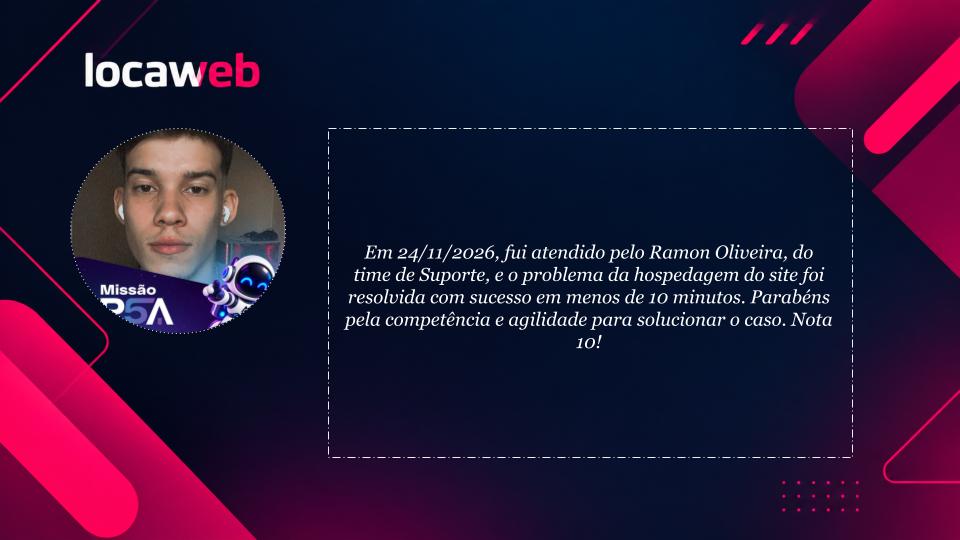 locaweb
Missão
R5A
Em 24/11/2026, fui atendido pelo Ramon Oliveira, do
time de Suporte, e o problema da hospedagem do site foi
resolvida com sucesso em menos de 10 minutos. Parabéns
pela competência e agilidade para solucionar o caso. Nota
10!